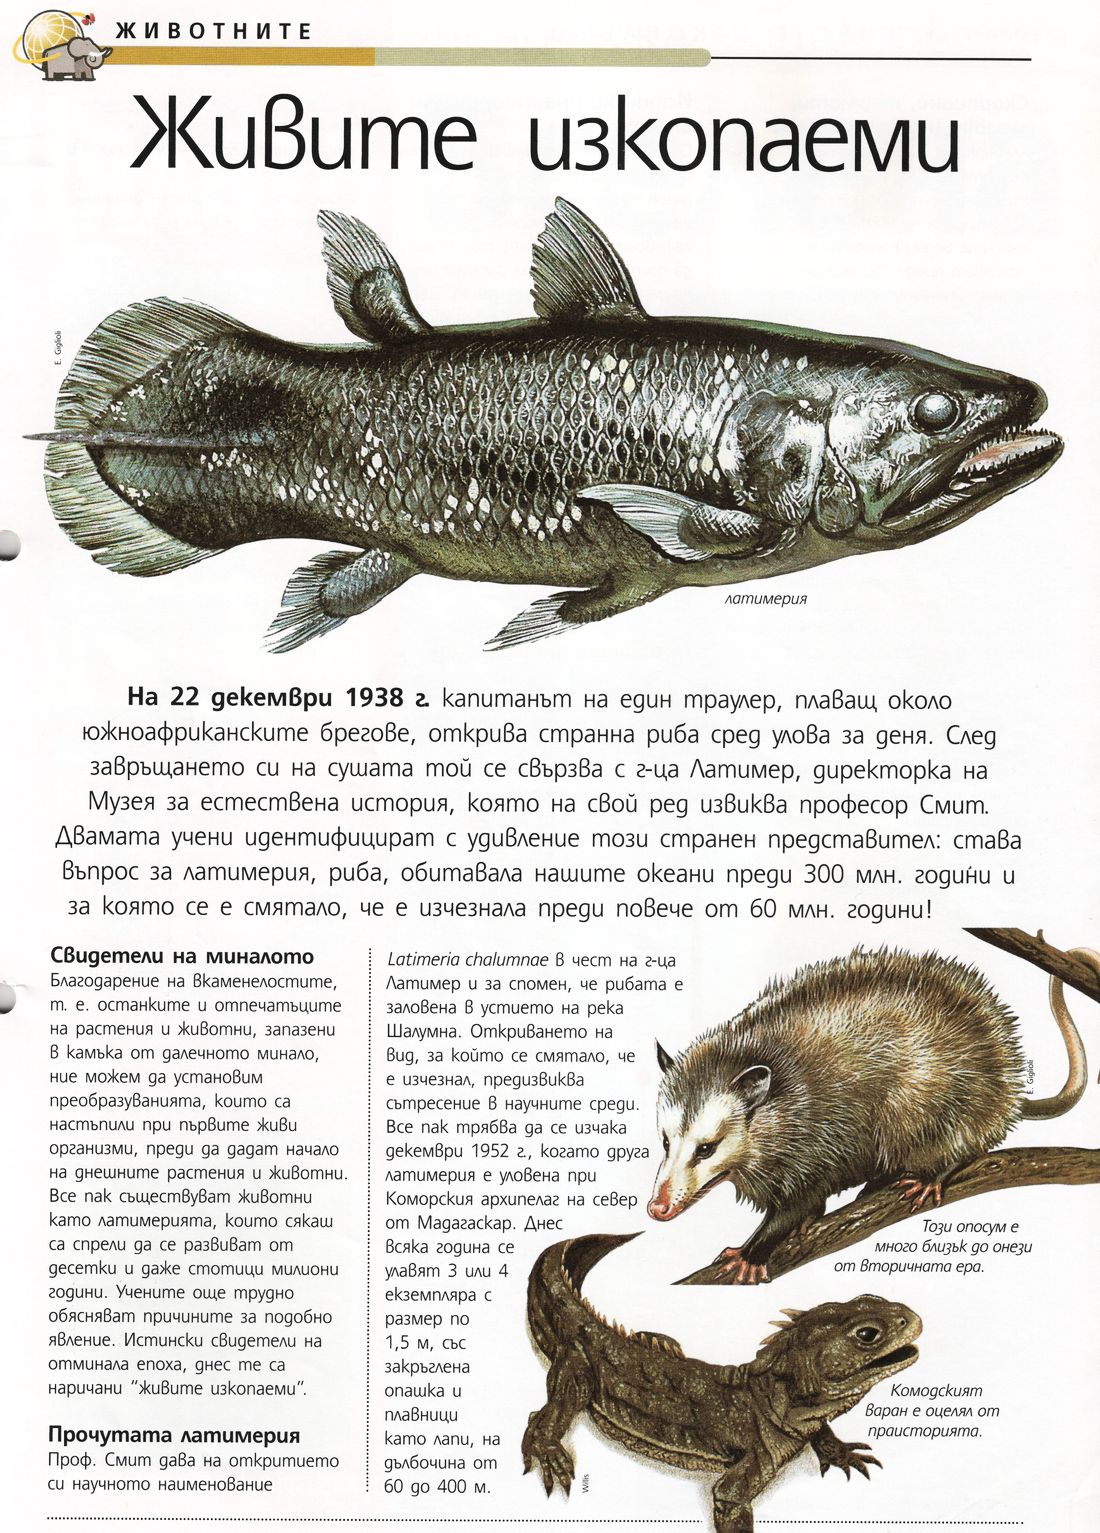 ЖИВОТНИТЕ
Живите изкопаеми
E. Giglioli
латимерия
На 22 декември 1938 г. капитанът на един траулер, плаващ около
южноафриканските брегове, открива странна риба сред улова за деня. След
завръщането си на сушата той се свързва с г-ца Латимер, директорка на
Музея за естествена история, която на свой ред извиква професор Смит.
Двамата учени идентифицират с удивление този странен представител: става
въпрос за латимерия, риба, обитавала нашите океани преди 300 млн. години и
за която се е смятало, че е изчезнала преди повече от 60 млн. години!
Свидетели на миналото
Благодарение на вкаменелостите,
т. е. останките и отпечатъците
на растения и животни, запазени
в камъка от далечното минало,
ние можем да установим
преобразуванията, които са
настъпили при първите живи
организми, преди да дадат начало
на днешните растения и животни.
Все пак съществуват животни
като латимерията, които сякаш
са спрели да се развиват от
десетки и даже стотици милиони
години. Учените още трудно
обясняват причините за подобно
явление. Истински свидетели на
отминала епоха, днес те са
наричани "живите изкопаеми".
Прочутата латимерия
Проф. Смит дава на откритието
си научното наименование
Latimeria chalumnae в чест на г-ца
Латимер и за спомен, че рибата е
заловена в устието на река
Шалумна. Откриването на
вид, за който се смятало, че
е изчезнал, предизвиква
сътресение в научните среди.
Все пак трябва да се изчака
декември 1952 г., когато друга
латимерия е уловена при
Коморския архипелаг на север
от Мадагаскар. Днес
всяка година се
улавят 3 или 4
екземпляра с
размер по
1,5 м, със
закръглена
опашка и
плавници
като лапи, на
дълбочина от
60 до 400 м.
E. Giglioli
Този опосум е
много близък до онези
от вторичната ера.
Комодският
варан е оцелял от
праисторията.
Willis